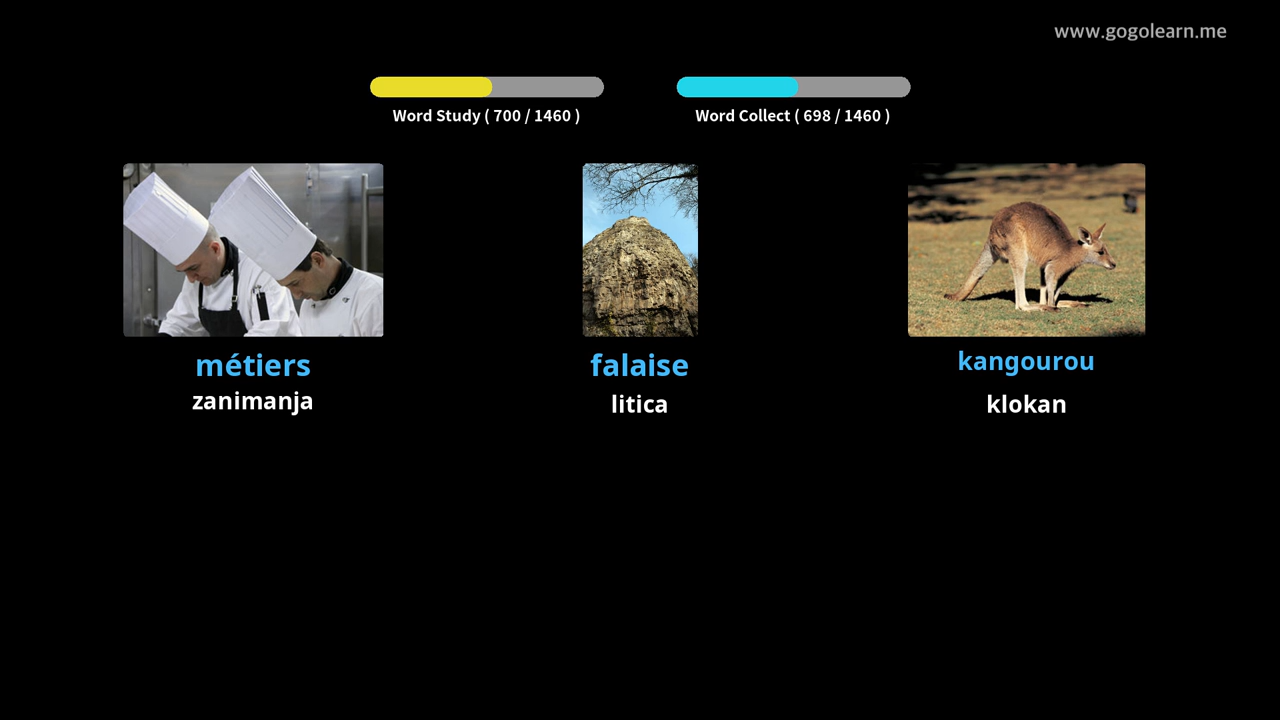 www.gogolearn.me
Word Study ( 700 / 1460 )
Word Collect ( 698 / 1460 )
métiers
zanimanja
falaise
litica
kangourou
klokan